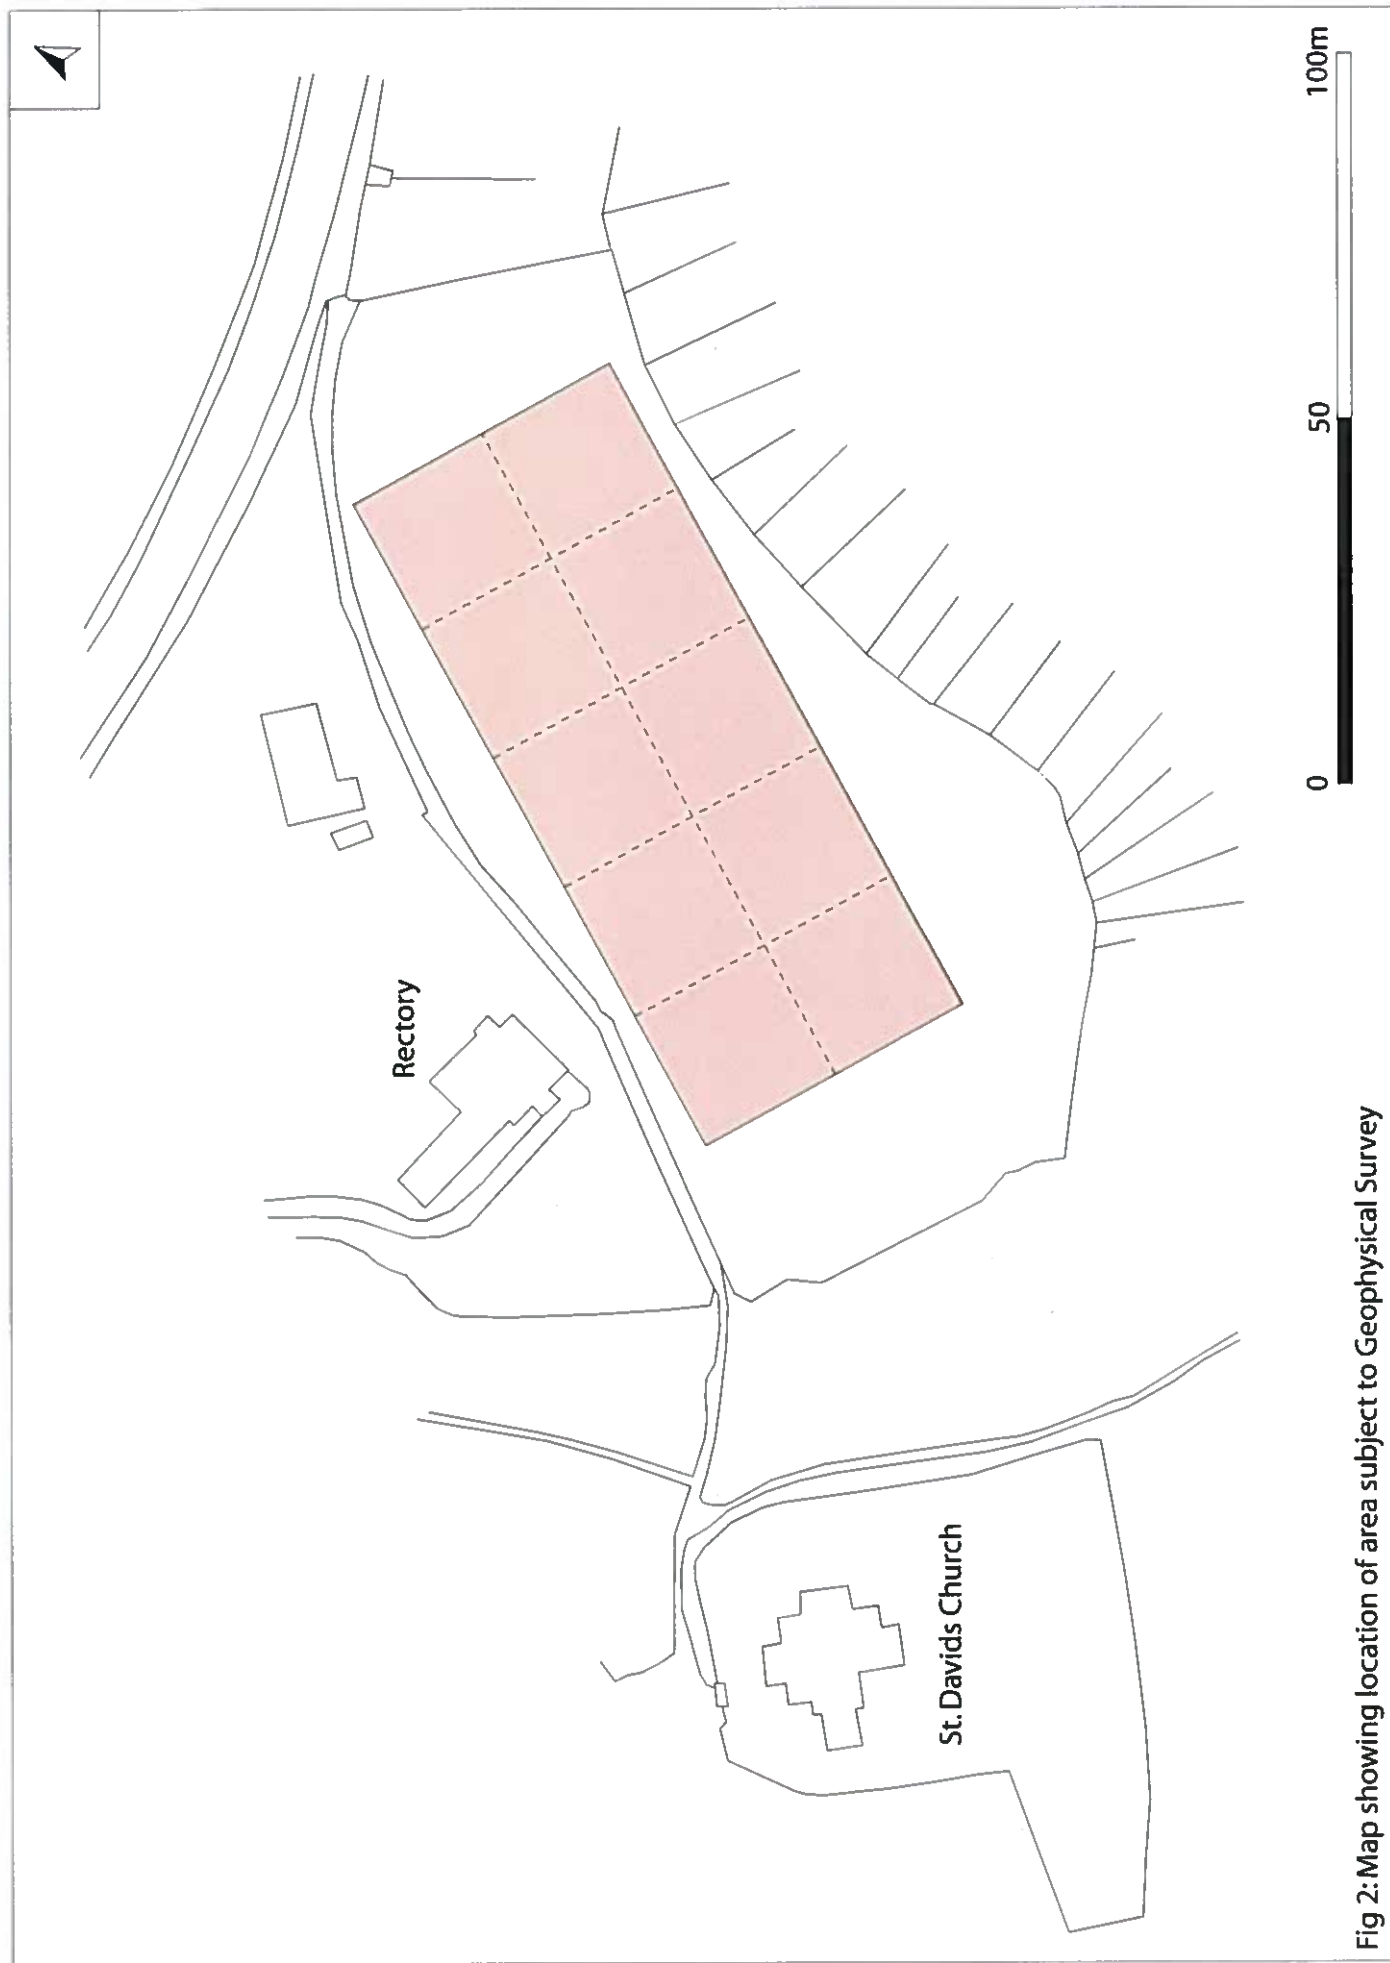 Rectory
St. Davids Church
0 50 100m
Fig 2: Map showing location of area subject to Geophysical Survey